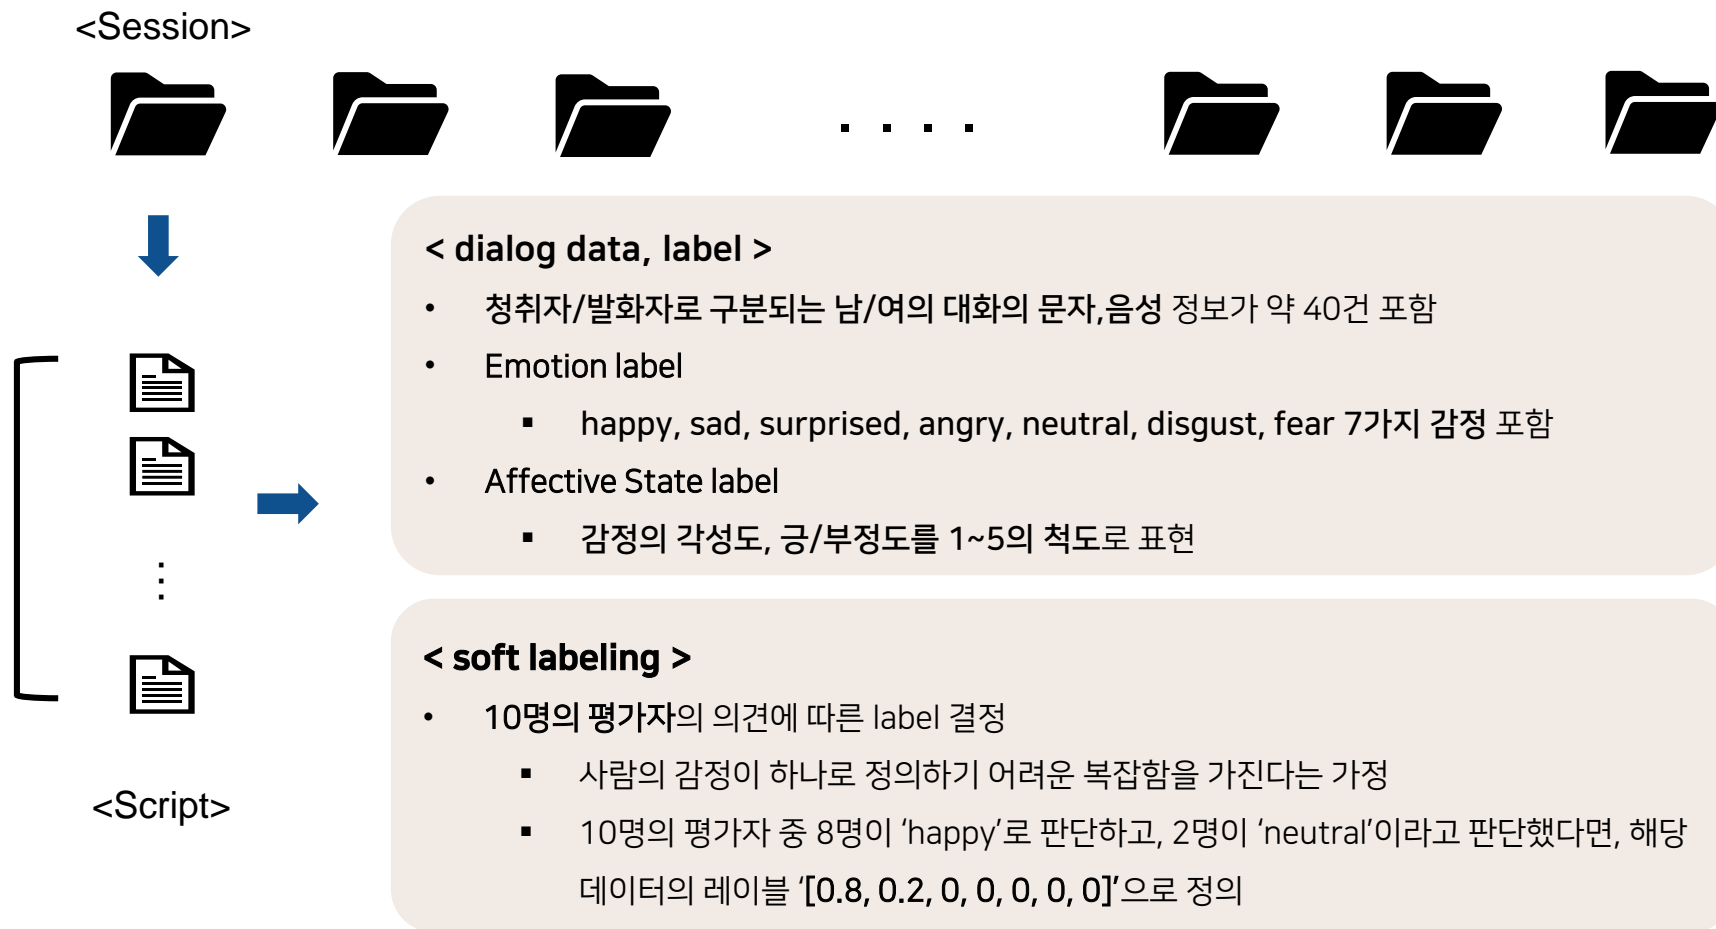 <Session>
. . . .
< dialog data, label >
• 청취자/발화자로 구분되는 남/여의 대화의 문자,음성 정보가 약 40건 포함
• Emotion label
▪ happy, sad, surprised, angry, neutral, disgust, fear 7가지 감정 포함
• Affective State label
▪ 감정의 각성도, 긍/부정도를 1~5의 척도로 표현
< soft labeling >
• 10명의 평가자의 의견에 따른 label 결정
▪ 사람의 감정이 하나로 정의하기 어려운 복잡함을 가진다는 가정
▪ 10명의 평가자 중 8명이 ‘happy’로 판단하고, 2명이 ‘neutral’이라고 판단했다면, 해당
데이터의 레이블 ‘[0.8, 0.2, 0, 0, 0, 0, 0]’으로 정의
<Script>